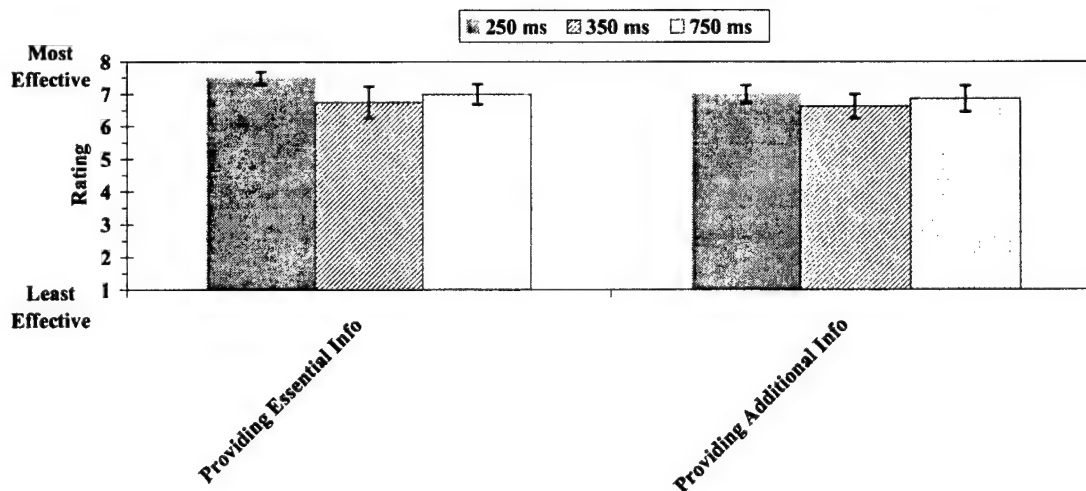 250 ms 350 ms 750 ms
Most
Effective
8
7
6
5
4
3
2
1
Rating
Least
Effective
Providing Essential Info
Providing Additional Info